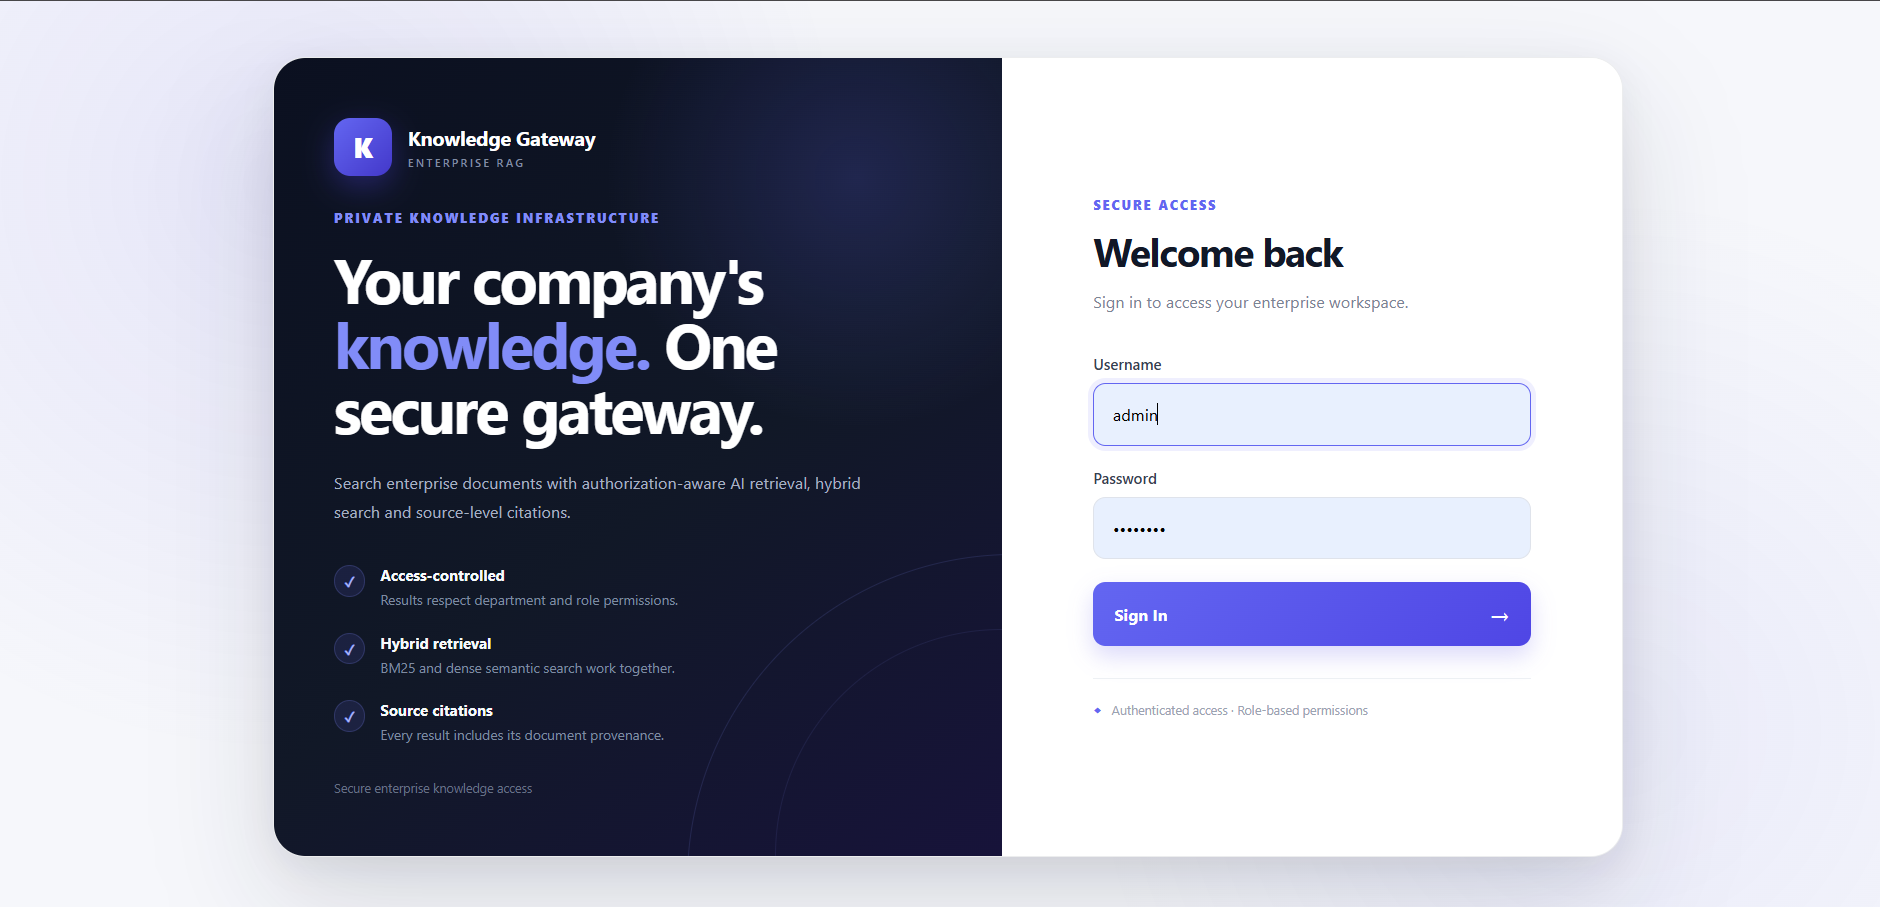 K
Knowledge Gateway
ENTERPRISE RAG
PRIVATE KNOWLEDGE INFRASTRUCTURE
Your company's
knowledge. One
secure gateway.
Search enterprise documents with authorization-aware AI retrieval, hybrid
search and source-level citations.
Access-controlled
Results respect department and role permissions.
Hybrid retrieval
BM25 and dense semantic search work together.
Source citations
Every result includes its document provenance.
Secure enterprise knowledge access
SECURE ACCESS
Welcome back
Sign in to access your enterprise workspace.
Username
admin
Password
••••••••
Sign In →
Authenticated access · Role-based permissions